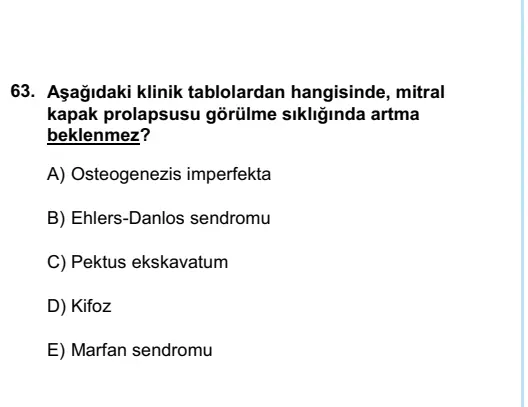 63. Aşağıdaki klinik tablolardan hangisinde, mitral
kapak prolapsusu görülme sıklığında artma
beklenmez?
A) Osteogenezis imperfekta
B) Ehlers-Danlos sendromu
C) Pektus ekskavatum
D) Kifoz
E) Marfan sendromu